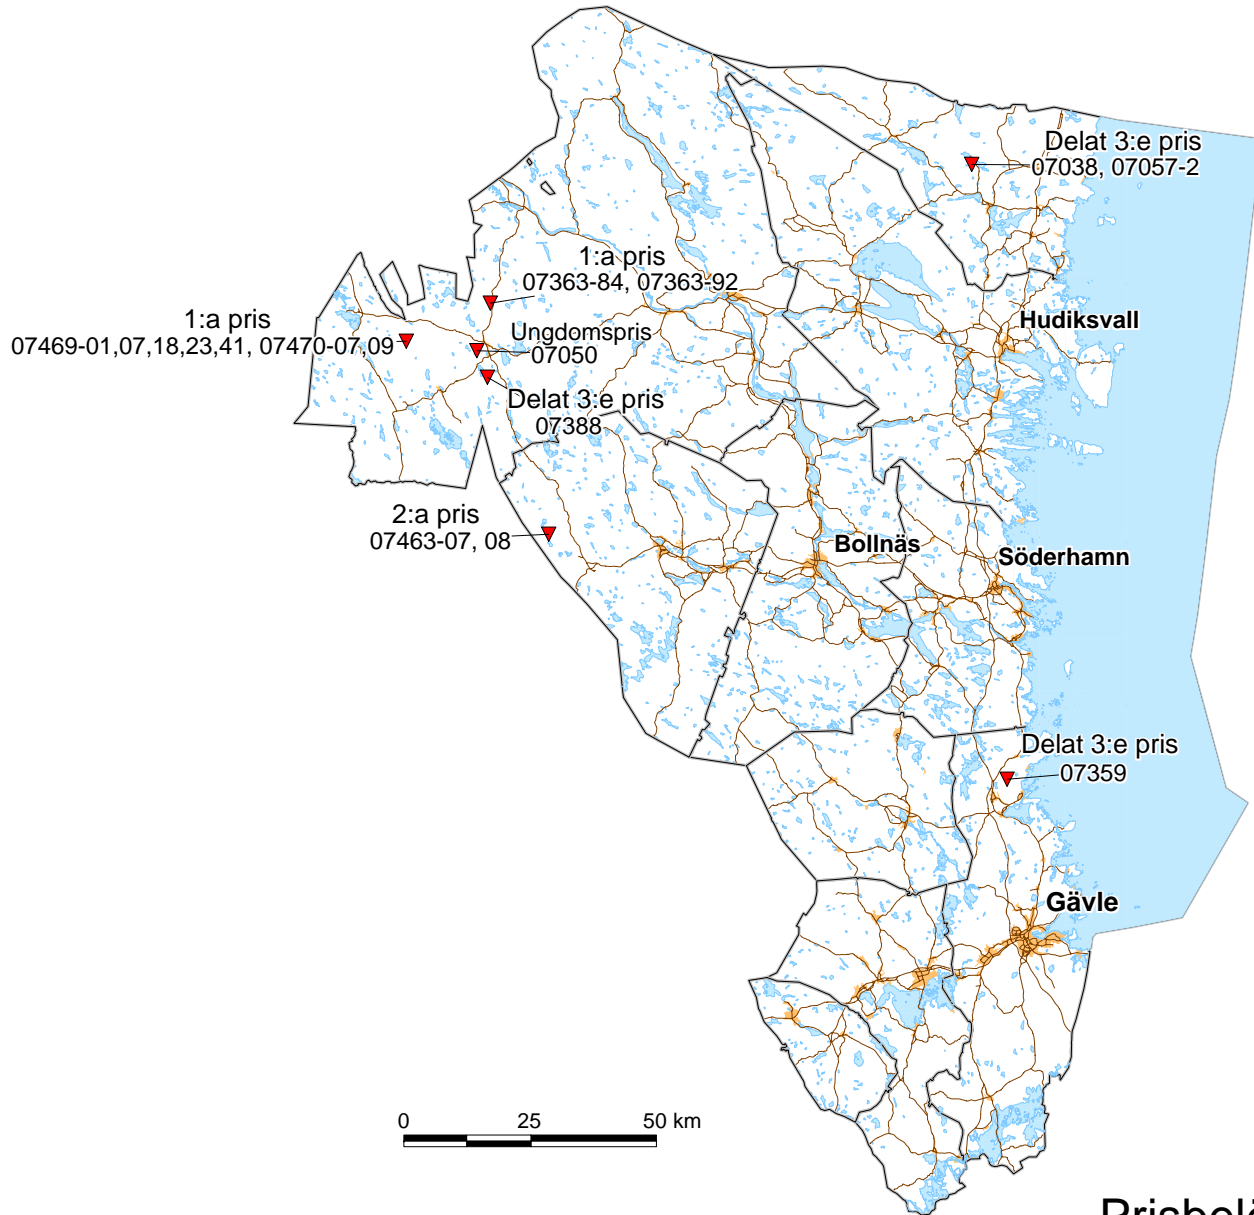 Delat 3:e pris
07038, 07057-2
1:a pris
07363-84, 07363-92
1:a pris
07469-01,07,18,23,41, 07470-07,09
Ungdomspris
07050
Hudiksvall
Delat 3:e pris
07388
2:a pris
07463-07, 08
Bollnäs
Söderhamn
Delat 3:e pris
07359
Gävle
0 25 50 km